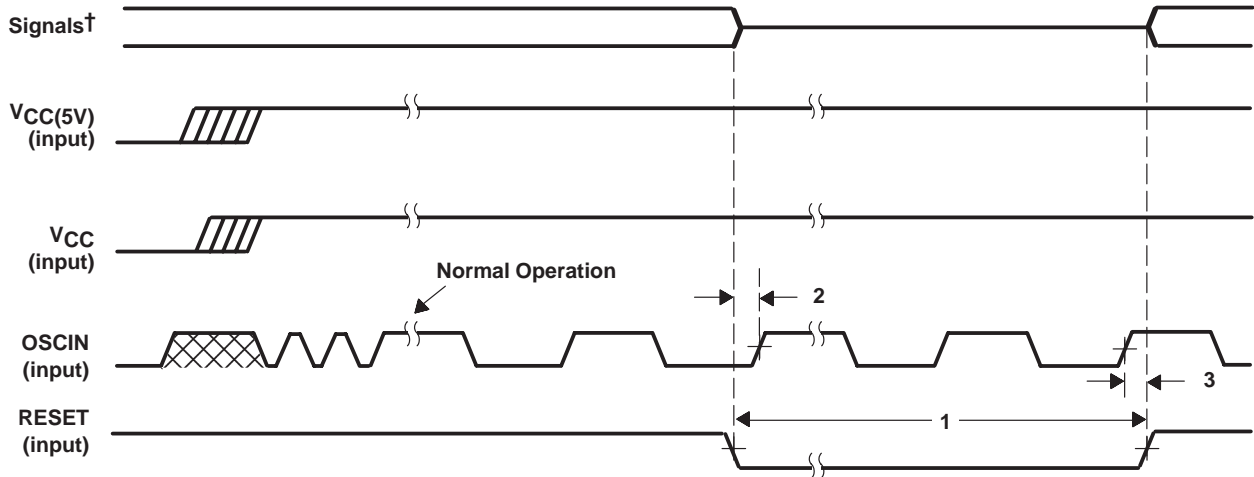 Signals†
VCC(5V)
(input)
VCC
(input)
Normal Operation
2
OSCIN
(input)
3
RESET
(input)
1